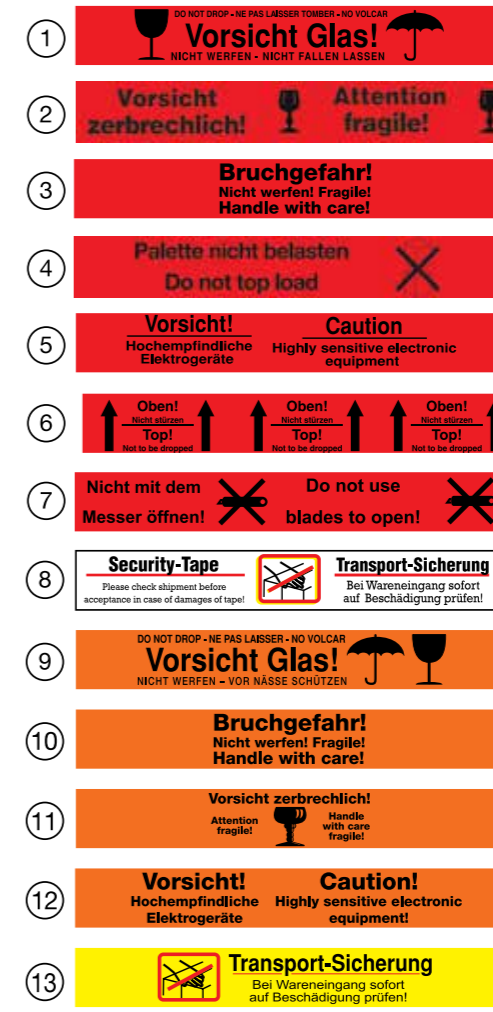 1
DO NOT DROP - NE PAS LAISSER TOMBER - NO VOLCAR
Vorsicht Glas!
NICHT WERFEN - NICHT FALLEN LASSEN
2
Vorsicht
zerbrechlich!
Attention
fragile!
3
Bruchgefahr!
Nicht werfen! Fragile!
Handle with care!
4
Palette nicht belasten
Do not top load
5
Vorsicht!
Hochempfindliche
Elektrogeräte
Caution
Highly sensitive electronic
equipment
6
Oben!
Nicht stürzen
Top!
Not to be dropped
Oben!
Nicht stürzen
Top!
Not to be dropped
Oben!
Nicht stürzen
Top!
Not to be dropped
7
Nicht mit dem
Messer öffnen!
Do not use
blades to open!
8
Security-Tape
Please check shipment before
acceptance in case of damages of tape!
Transport-Sicherung
Bei Wareneingang sofort
auf Beschädigung prüfen!
9
DO NOT DROP - NE PAS LAISSER - NO VOLCAR
Vorsicht Glas!
NICHT WERFEN – VOR NÄSSE SCHÜTZEN
10
Bruchgefahr!
Nicht werfen! Fragile!
Handle with care!
11
Vorsicht zerbrechlich!
Attention
fragile!
Handle
with care
fragile!
12
Vorsicht!
Hochempfindliche
Elektrogeräte
Caution!
Highly sensitive electronic
equipment!
13
Transport-Sicherung
Bei Wareneingang sofort
auf Beschädigung prüfen!